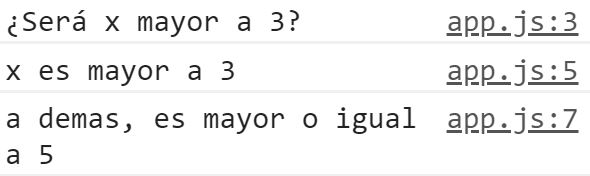 ¿Será x mayor a 3? app.js:3
x es mayor a 3 app.js:5
a demas, es mayor o igual app.js:7
a 5